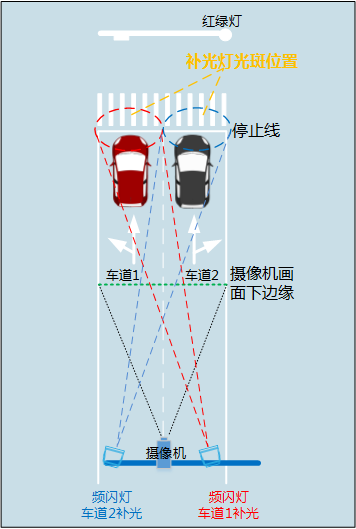 红绿灯
补光灯光斑位置
停止线
车道1
车道2
摄像机画
面下边缘
摄像机
频闪灯
车道2补光
频闪灯
车道1补光